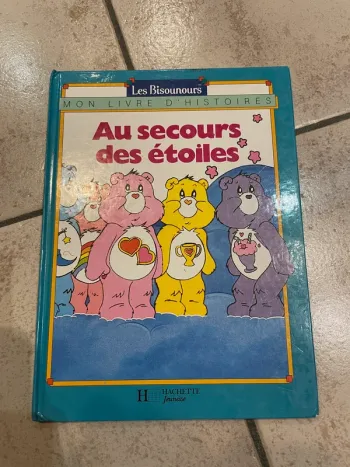 Les Bisounours
MON LIVRE D'HISTOIRES
Au secours
des étoiles
H HACHETTE
Jeunesse